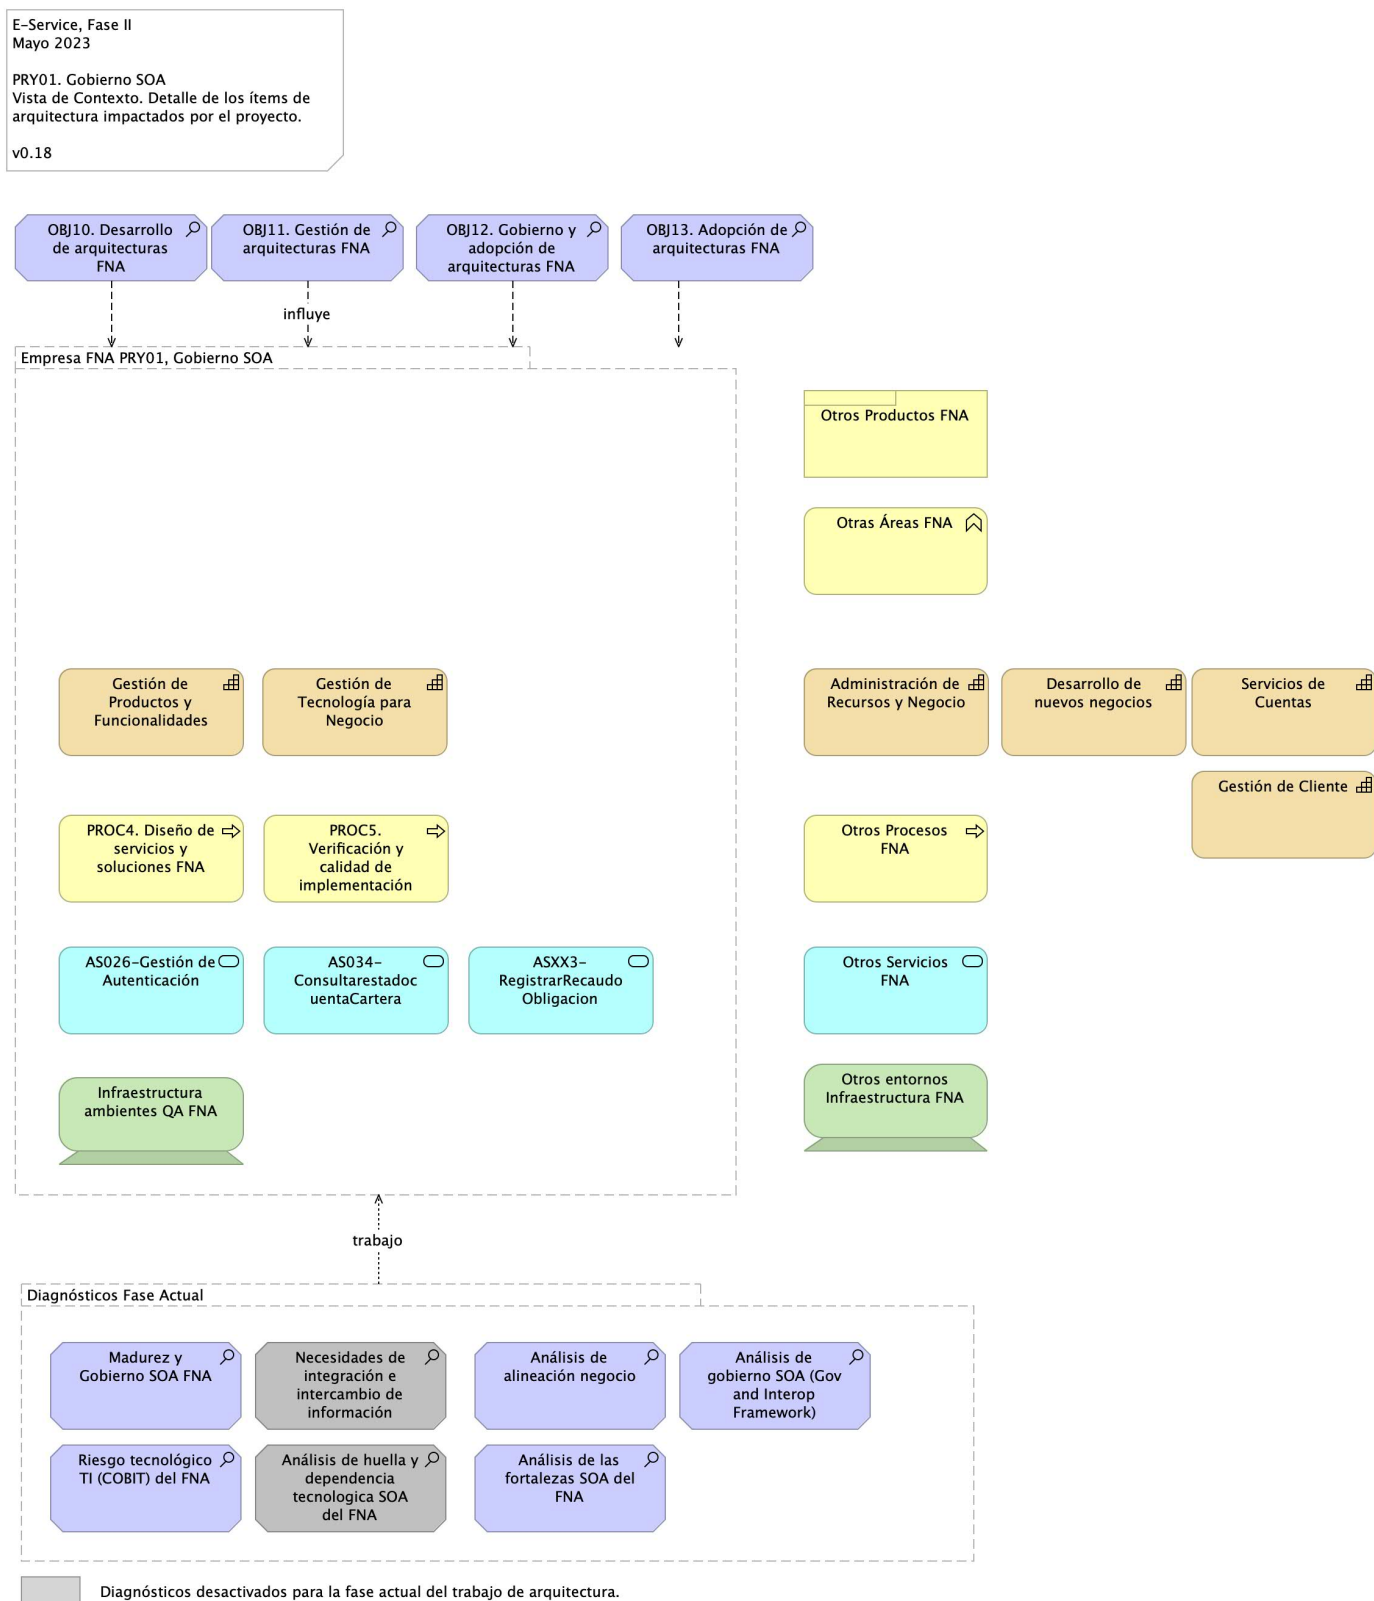 E-Service, Fase II
Mayo 2023
PRY01. Gobierno SOA
Vista de Contexto. Detalle de los ítems de
arquitectura impactados por el proyecto.
v0.18
OBJ10. Desarrollo
de arquitecturas
FNA
OBJ11. Gestión de
arquitecturas FNA
OBJ12. Gobierno y
adopción de
arquitecturas FNA
OBJ13. Adopción de
arquitecturas FNA
influye
Empresa FNA PRY01, Gobierno SOA
Otros Productos FNA
Otras Áreas FNA
Gestión de
Productos y
Funcionalidades
Gestión de
Tecnología para
Negocio
Administración de
Recursos y Negocio
Desarrollo de
nuevos negocios
Servicios de
Cuentas
Gestión de Cliente
PROC4. Diseño de
servicios y
soluciones FNA
PROC5.
Verificación y
calidad de
implementación
Otros Procesos
FNA
AS026-Gestión de
Autenticación
AS034-
Consultarestadoc
uentaCartera
ASXX3-
RegistrarRecaudo
Obligacion
Otros Servicios
FNA
Infraestructura
ambientes QA FNA
Otros entornos
Infraestructura FNA
trabajo
Diagnósticos Fase Actual
Madurez y
Gobierno SOA FNA
Necesidades de
integración e
intercambio de
información
Análisis de
alineación negocio
Análisis de
gobierno SOA (Gov
and Interop
Framework)
Riesgo tecnológico
TI (COBIT) del FNA
Análisis de huella y
dependencia
tecnologica SOA
del FNA
Análisis de las
fortalezas SOA del
FNA
Diagnósticos desactivados para la fase actual del trabajo de arquitectura.